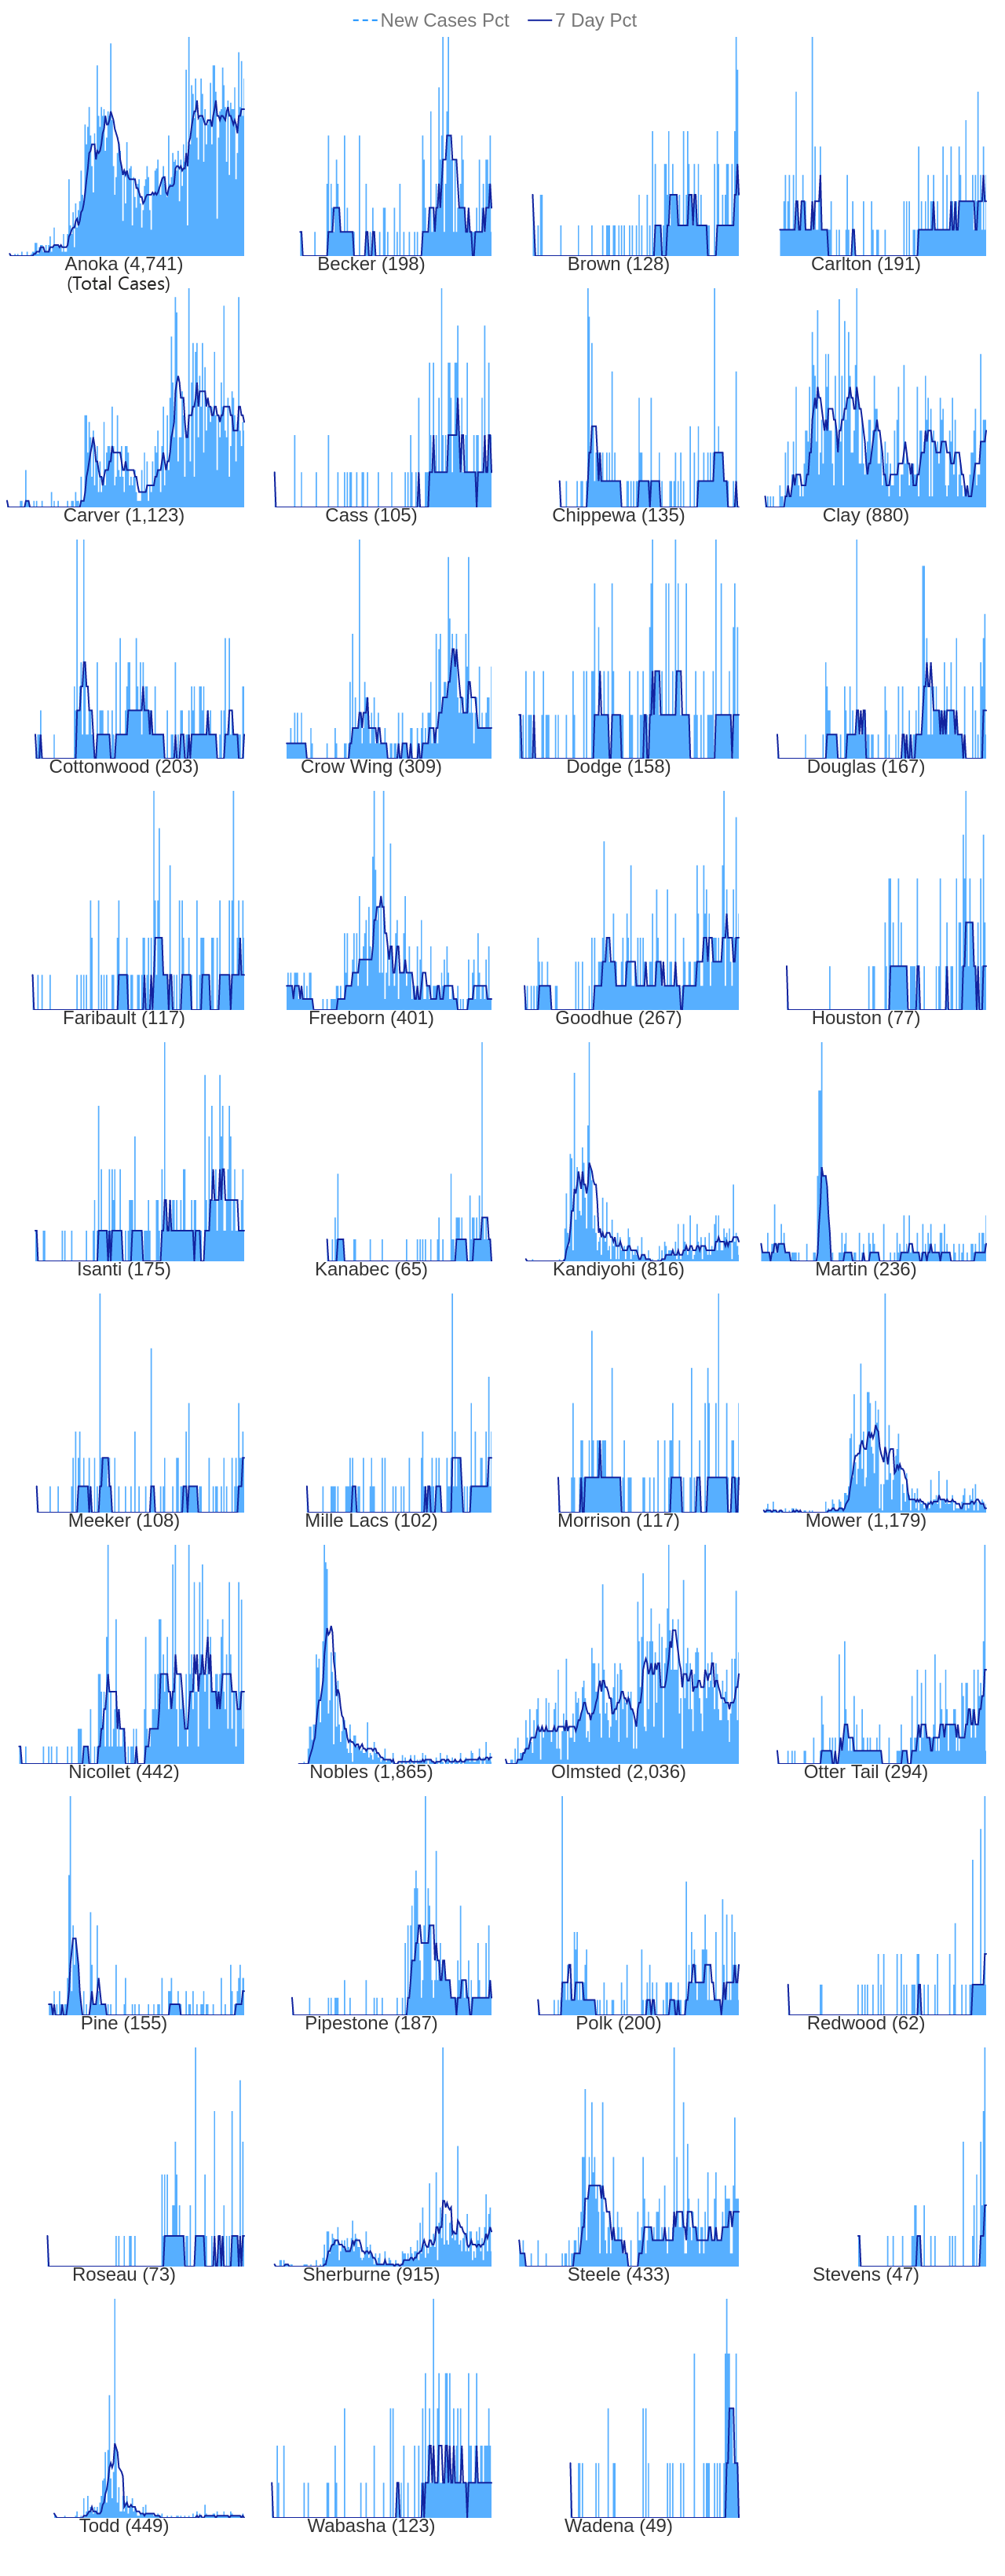 New Cases Pct 7 Day Pct
Anoka (4,741) Becker (198) Brown (128) Carlton (191)
(Total Cases)
Carver (1,123) Cass (105) Chippewa (135) Clay (880)
Cottonwood (203) Crow Wing (309) Dodge (158) Douglas (167)
Faribault (117) Freeborn (401) Goodhue (267) Houston (77)
Isanti (175) Kanabec (65) Kandiyohi (816) Martin (236)
Meeker (108) Mille Lacs (102) Morrison (117) Mower (1,179)
Nicollet (442) Nobles (1,865) Olmsted (2,036) Otter Tail (294)
Pine (155) Pipestone (187) Polk (200) Redwood (62)
Roseau (73) Sherburne (915) Steele (433) Stevens (47)
Todd (449) Wabasha (123) Wadena (49)